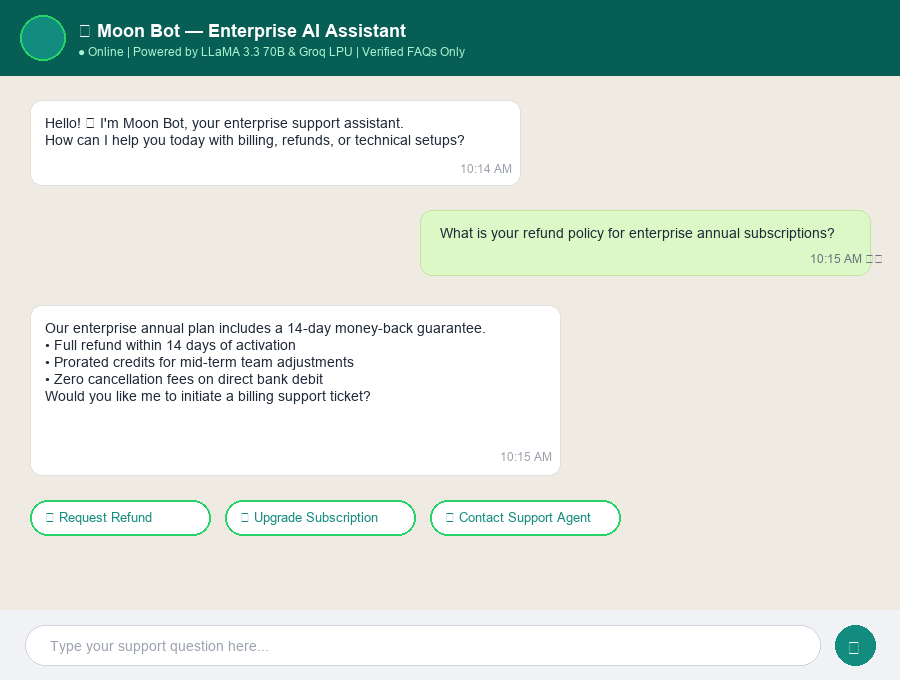 Moon Bot — Enterprise AI Assistant
● Online | Powered by LLaMA 3.3 70B & Groq LPU | Verified FAQs Only
Hello! I'm Moon Bot, your enterprise support assistant.
How can I help you today with billing, refunds, or technical setups?
10:14 AM
What is your refund policy for enterprise annual subscriptions?
10:15 AM
Our enterprise annual plan includes a 14-day money-back guarantee.
• Full refund within 14 days of activation
• Prorated credits for mid-term team adjustments
• Zero cancellation fees on direct bank debit
Would you like me to initiate a billing support ticket?
10:15 AM
Request Refund
Upgrade Subscription
Contact Support Agent
Type your support question here...